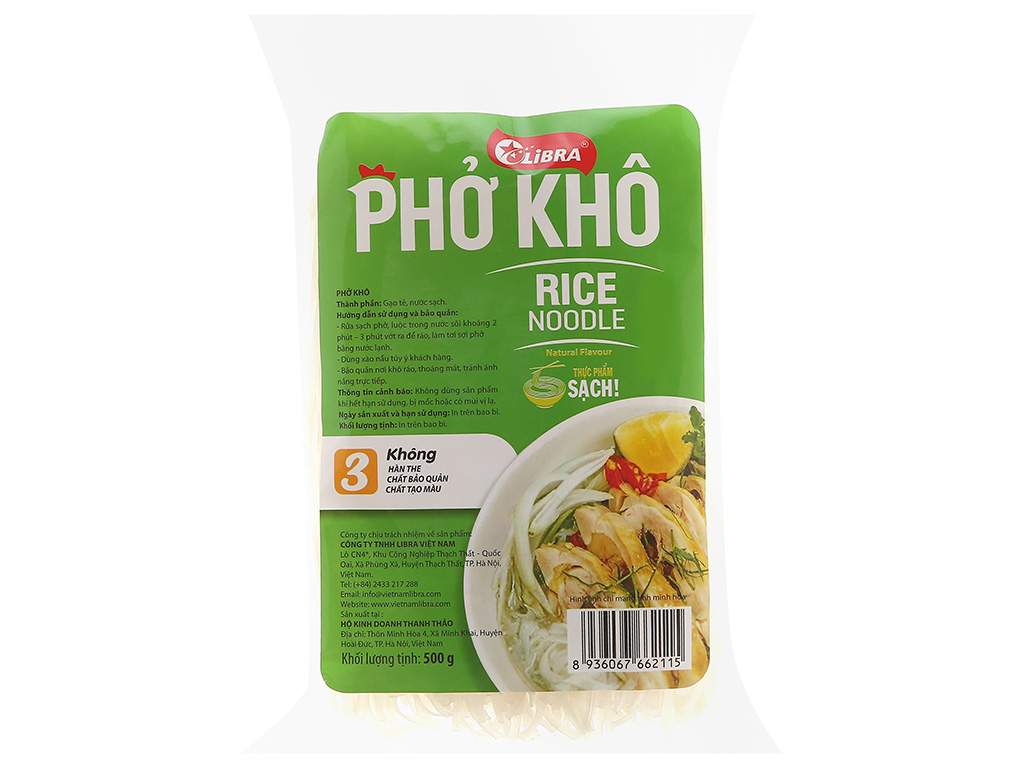 LiBRA®
PHỞ KHÔ
RICE
NOODLE
Natural Flavour
THỰC PHẨM
SẠCH!
PHỞ KHÔ
Thành phần: Gạo tẻ, nước sạch.
Hướng dẫn sử dụng và bảo quản:
- Rửa sạch phở, luộc trong nước sôi khoảng 2
phút – 3 phút vớt ra để ráo, làm tơi sợi phở
bằng nước lạnh.
- Dùng xào nấu tùy ý khách hàng.
- Bảo quản nơi khô ráo, thoáng mát, tránh ánh
nắng trực tiếp.
Thông tin cảnh báo: Không dùng sản phẩm
khi hết hạn sử dụng, bị mốc hoặc có mùi vị lạ.
Ngày sản xuất và hạn sử dụng: In trên bao bì.
Khối lượng tịnh: In trên bao bì.
3 Không
HÀN THE
CHẤT BẢO QUẢN
CHẤT TẠO MÀU
Công ty chịu trách nhiệm về sản phẩm:
CÔNG TY TNHH LIBRA VIỆT NAM
Lô CN4*, Khu Công Nghiệp Thạch Thất - Quốc
Oai, Xã Phùng Xá, Huyện Thạch Thất, TP. Hà Nội,
Việt Nam.
Tel: (+84) 2433 217 288
Email: info@vietnamlibra.com
Website: www.vietnamlibra.com
Sản xuất tại :
HỘ KINH DOANH THANH THẢO
Địa chỉ: Thôn Minh Hòa 4, Xã Minh Khai, Huyện
Hoài Đức, TP. Hà Nội, Việt Nam
Khối lượng tịnh: 500 g
Hình ảnh chỉ mang tính minh họa
8 936067 662115